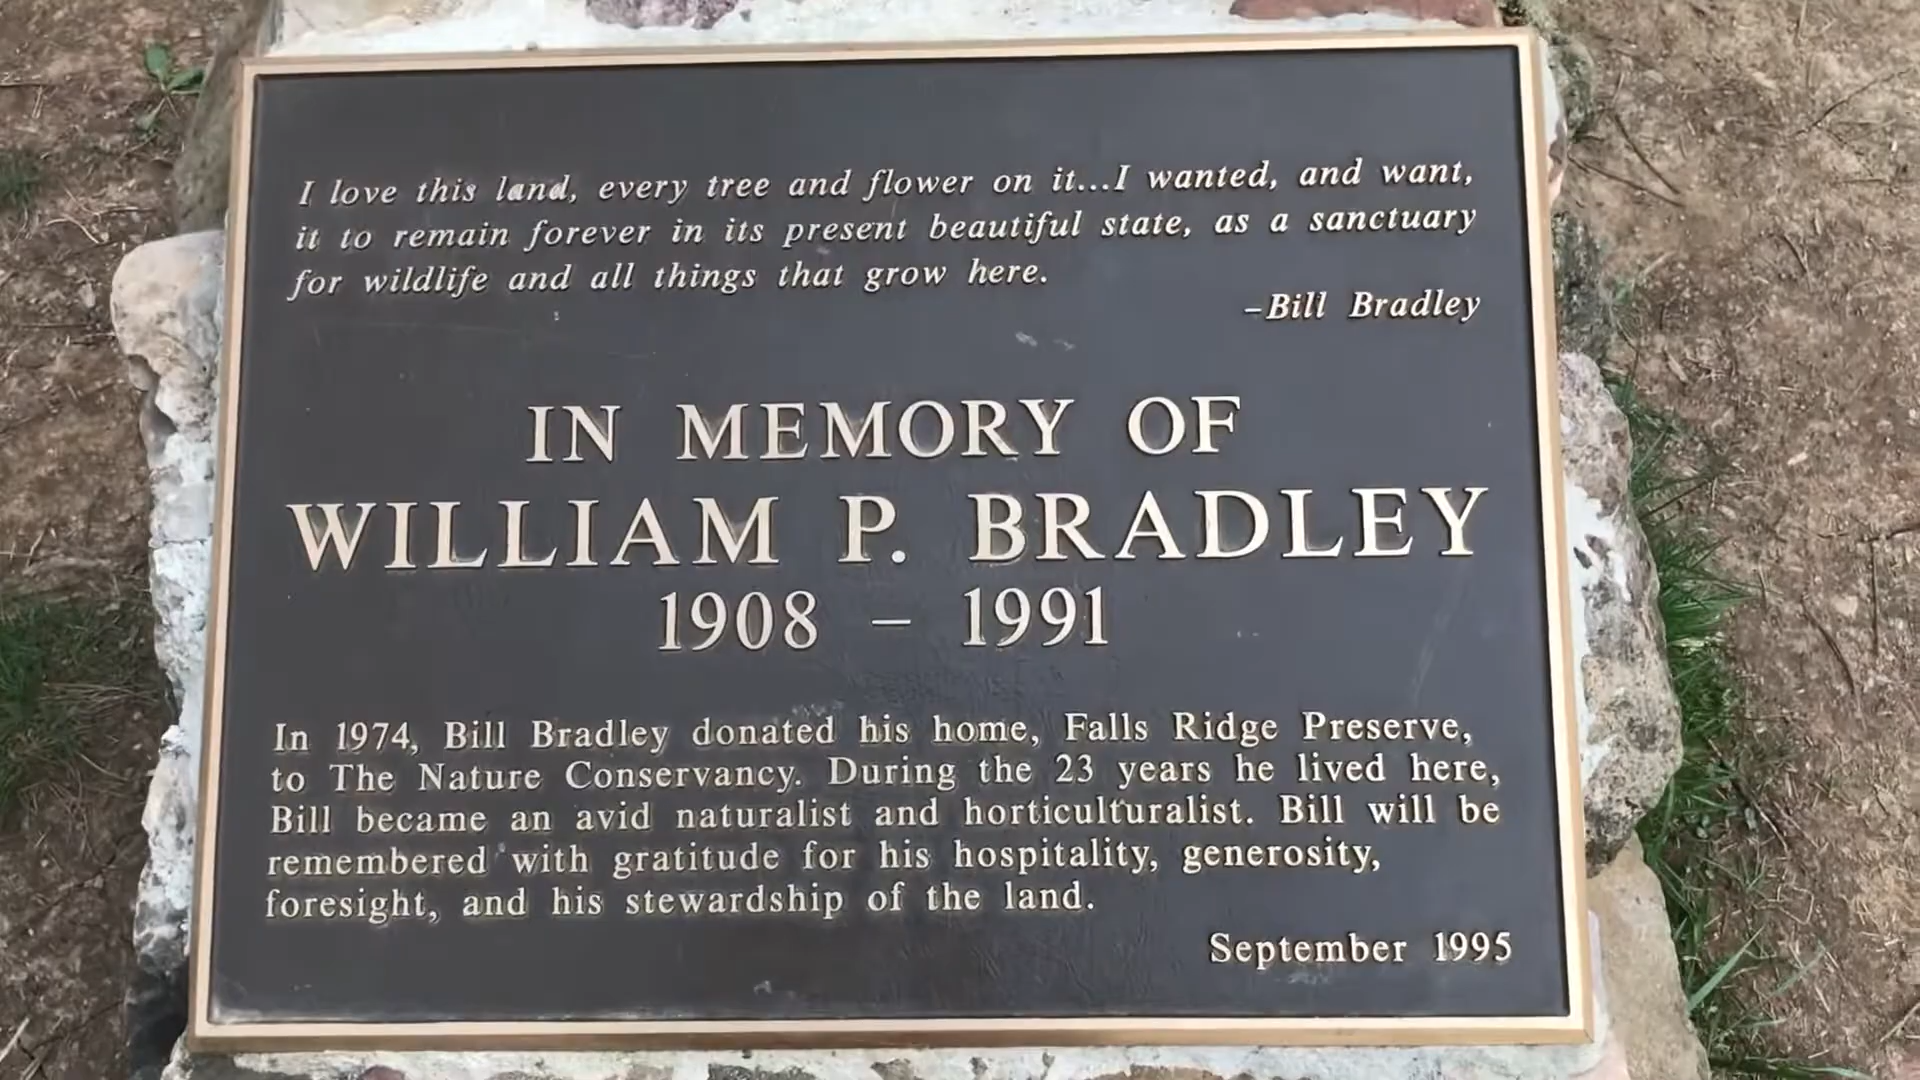 I love this land, every tree and flower on it...I wanted, and want,
it to remain forever in its present beautiful state, as a sanctuary
for wildlife and all things that grow here.
–Bill Bradley
IN MEMORY OF
WILLIAM P. BRADLEY
1908 – 1991
In 1974, Bill Bradley donated his home, Falls Ridge Preserve,
to The Nature Conservancy. During the 23 years he lived here,
Bill became an avid naturalist and horticulturalist. Bill will be
remembered with gratitude for his hospitality, generosity,
foresight, and his stewardship of the land.
September 1995